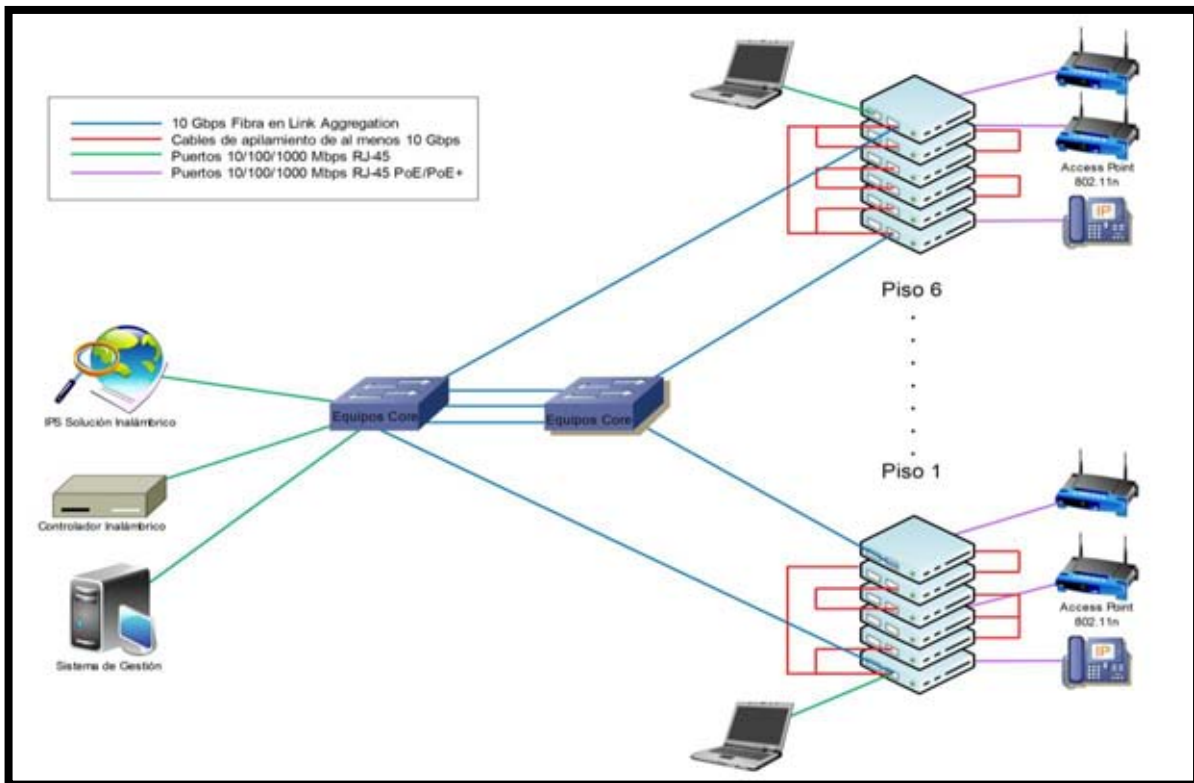 10 Gbps Fibra en Link Aggregation
Cables de apilamiento de al menos 10 Gbps
Puertos 10/100/1000 Mbps RJ-45
Puertos 10/100/1000 Mbps RJ-45 PoE/PoE+
Access Point
802.11n
IP
Piso 6
IPS Solución Inalámbrico
Equipos Core
Equipos Core
Piso 1
Controlador Inalámbrico
Access Point
802.11n
IP
Sistema de Gestión